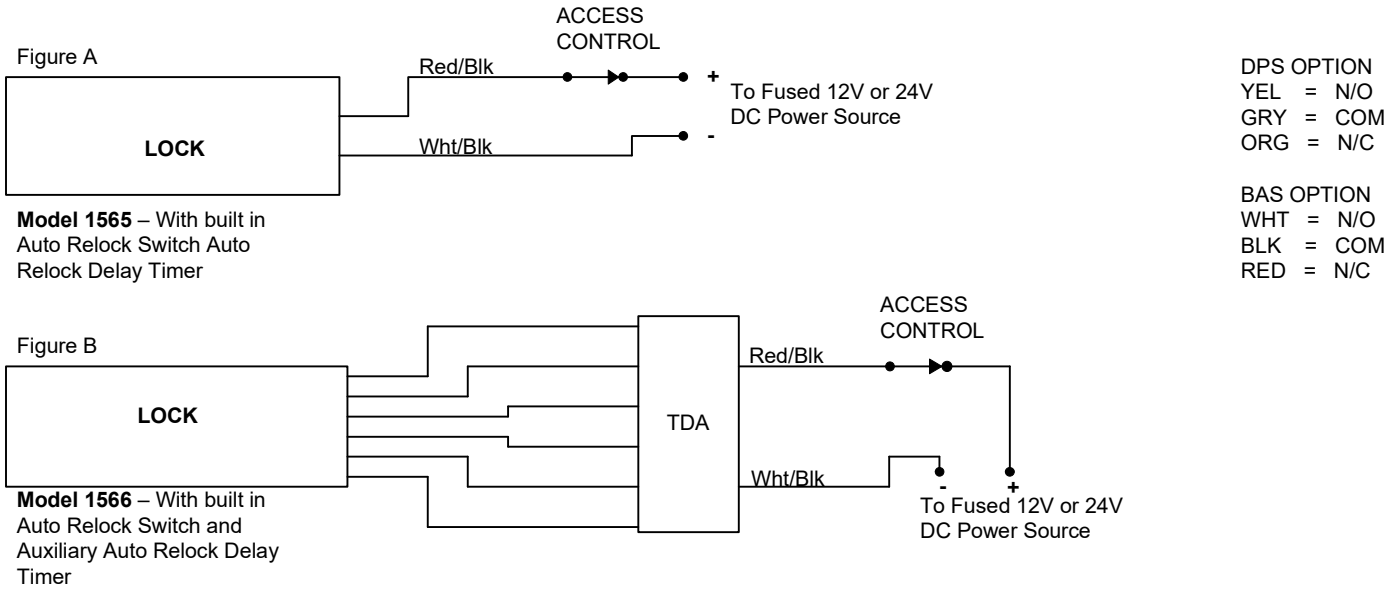 Figure A
LOCK
Red/Blk
Wht/Blk
ACCESS
CONTROL
+
-
To Fused 12V or 24V
DC Power Source
Model 1565 – With built in
Auto Relock Switch Auto
Relock Delay Timer
DPS OPTION
YEL = N/O
GRY = COM
ORG = N/C
BAS OPTION
WHT = N/O
BLK = COM
RED = N/C
Figure B
LOCK
TDA
Red/Blk
Wht/Blk
ACCESS
CONTROL
-
+
To Fused 12V or 24V
DC Power Source
Model 1566 – With built in
Auto Relock Switch and
Auxiliary Auto Relock Delay
Timer